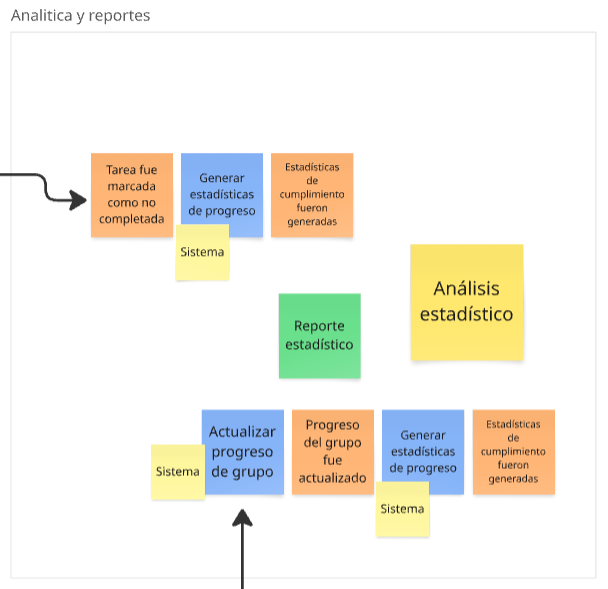 Analitica y reportes
Tarea fue
marcada
como no
completada
Generar
estadísticas
de progreso
Estadísticas
de
cumplimiento
fueron
generadas
Sistema
Análisis
estadístico
Reporte
estadístico
Sistema
Actualizar
progreso
de grupo
Progreso
del grupo
fue
actualizado
Generar
estadísticas
de progreso
Estadísticas
de
cumplimiento
fueron
generadas
Sistema